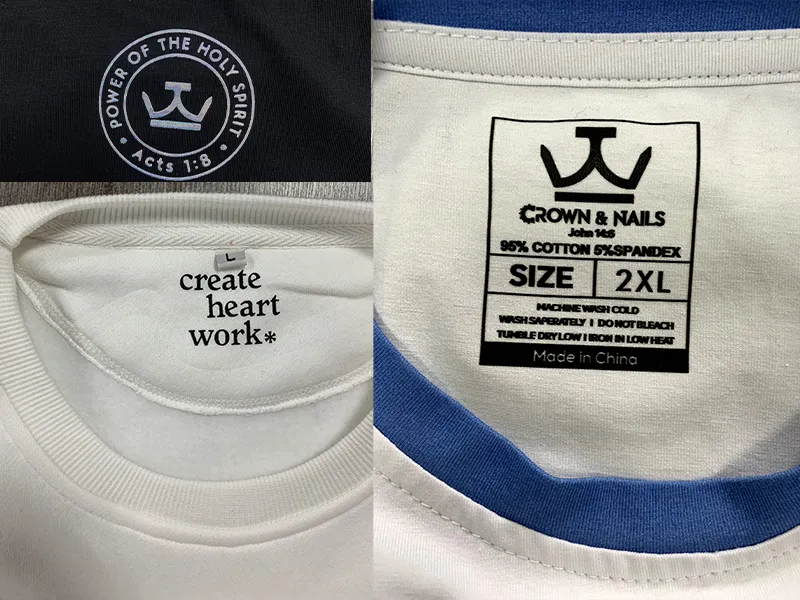 POWER OF THE HOLY SPIRIT
• Acts 1:8 •
L
create
heart
work*
CROWN & NAILS
John 14:6
95% COTTON 5%SPANDEX
SIZE 2XL
MACHINE WASH COLD
WASH SAPERATELY I DO NOT BLEACH
TUMBLE DRY LOW I IRON IN LOW HEAT
Made in China